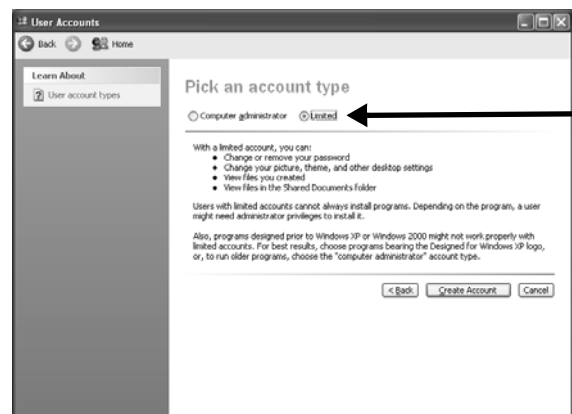 User Accounts
Back Home
Learn About
User account types
Pick an account type
Computer administrator Limited
With a limited account, you can:
• Change or remove your password
• Change your picture, theme, and other desktop settings
• View files you created
• View files in the Shared Documents folder
Users with limited accounts cannot always install programs. Depending on the program, a user
might need administrator privileges to install it.
Also, programs designed prior to Windows XP or Windows 2000 might not work properly with
limited accounts. For best results, choose programs bearing the Designed for Windows XP logo,
or, to run older programs, choose the "computer administrator" account type.
< Back Create Account Cancel